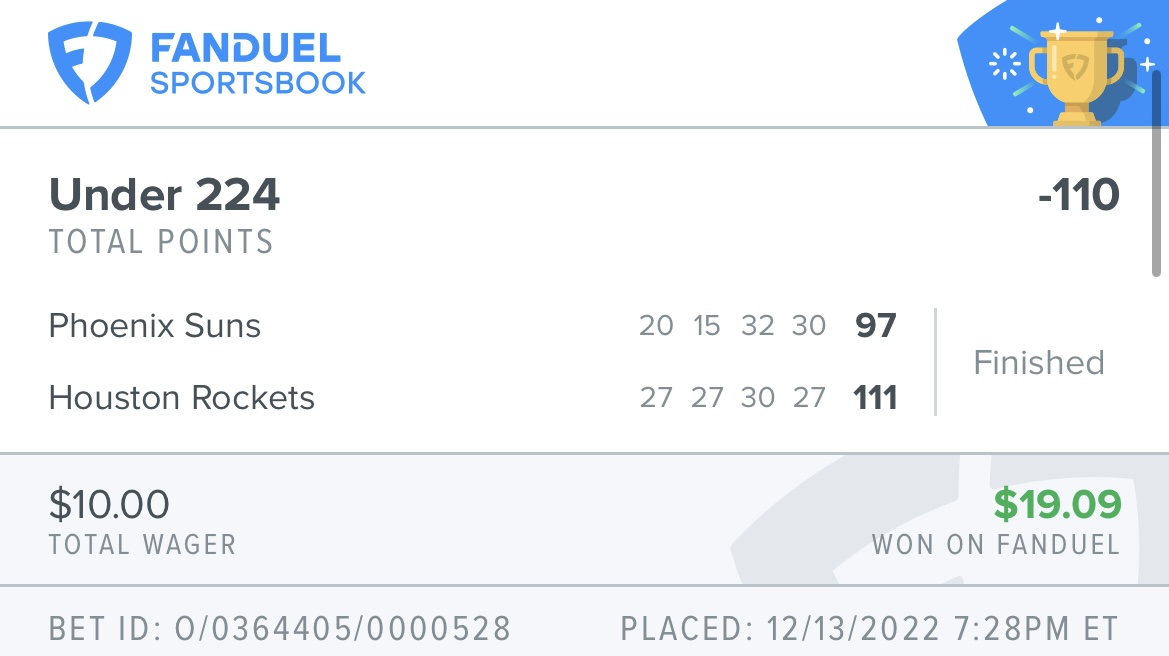 FANDUEL
SPORTSBOOK
Under 224 -110
TOTAL POINTS
Phoenix Suns 20 15 32 30 97
Finished
Houston Rockets 27 27 30 27 111
$10.00 $19.09
TOTAL WAGER WON ON FANDUEL
BET ID: O/0364405/0000528 PLACED: 12/13/2022 7:28PM ET